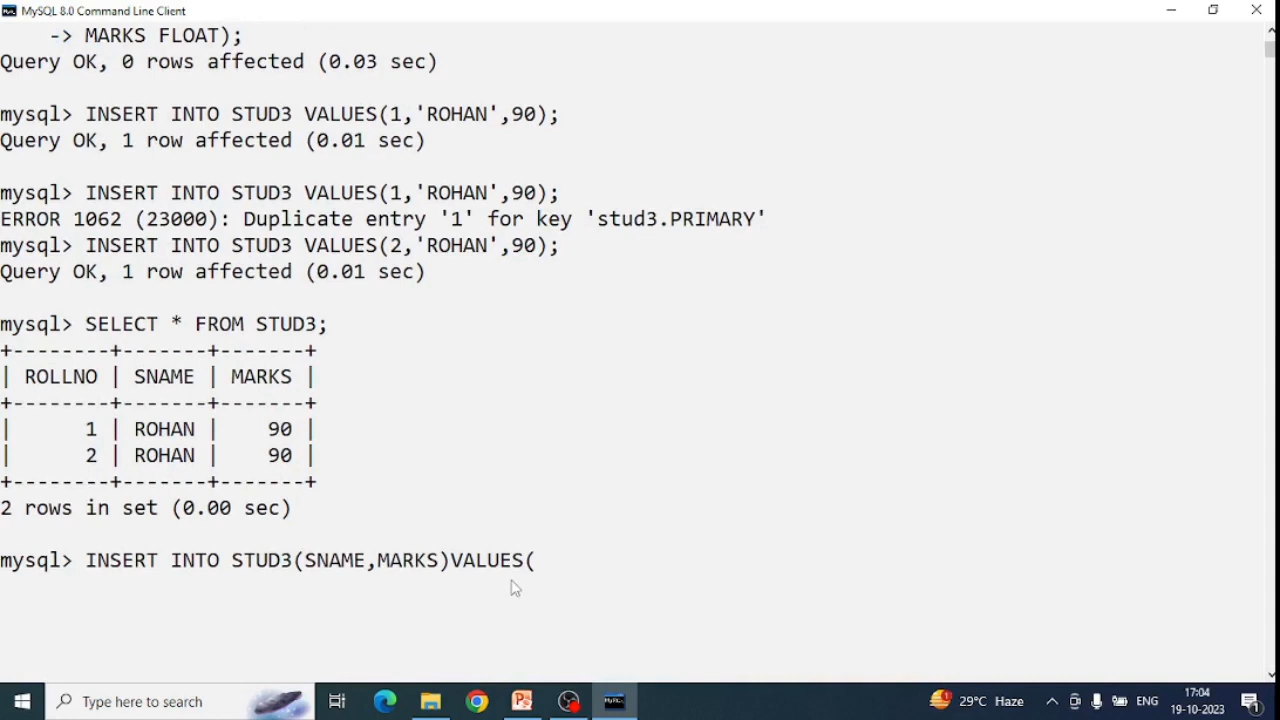 MySQL 8.0 Command Line Client
-> MARKS FLOAT);
Query OK, 0 rows affected (0.03 sec)
mysql> INSERT INTO STUD3 VALUES(1,'ROHAN',90);
Query OK, 1 row affected (0.01 sec)
mysql> INSERT INTO STUD3 VALUES(1,'ROHAN',90);
ERROR 1062 (23000): Duplicate entry '1' for key 'stud3.PRIMARY'
mysql> INSERT INTO STUD3 VALUES(2,'ROHAN',90);
Query OK, 1 row affected (0.01 sec)
mysql> SELECT * FROM STUD3;
+--------+-------+-------+
| ROLLNO | SNAME | MARKS |
+--------+-------+-------+
|      1 | ROHAN |    90 |
|      2 | ROHAN |    90 |
+--------+-------+-------+
2 rows in set (0.00 sec)
mysql> INSERT INTO STUD3(SNAME,MARKS)VALUES(
Type here to search
29°C Haze
ENG
17:04
19-10-2023